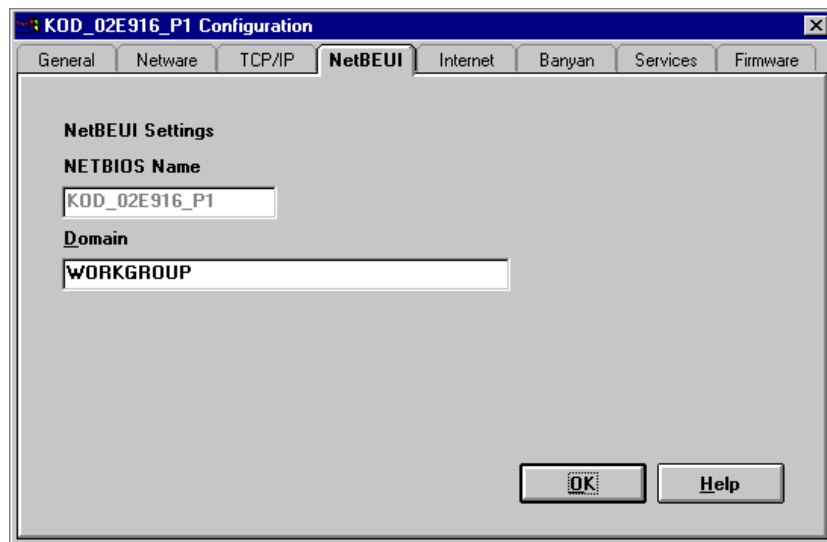 KOD_02E916_P1 Configuration
General Netware TCP/IP NetBEUI Internet Banyan Services Firmware
NetBEUI Settings
NETBIOS Name
KOD_02E916_P1
Domain
WORKGROUP
OK Help